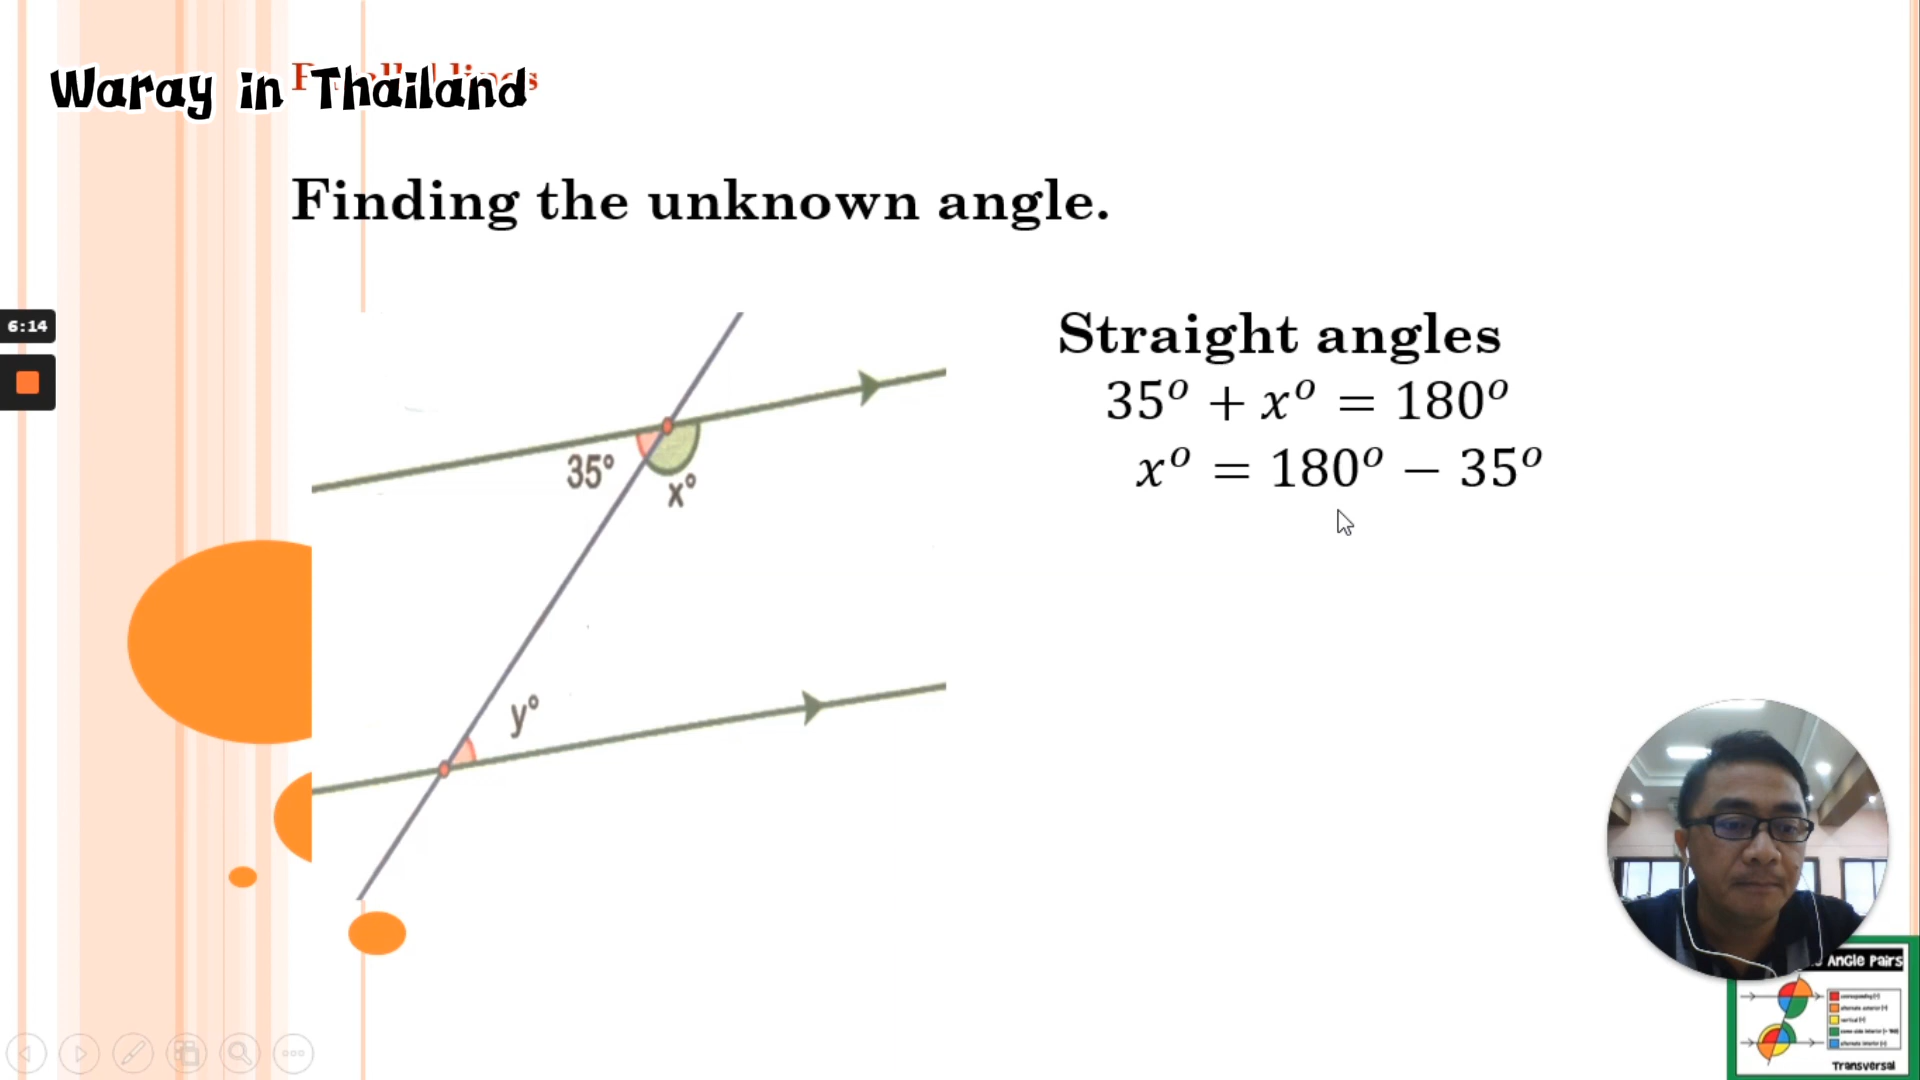 Waray in Thailand
Finding the unknown angle.
6:14
Straight angles
35° + x° = 180°
x° = 180° − 35°
35°
x°
y°
Angle Pairs
Transversal